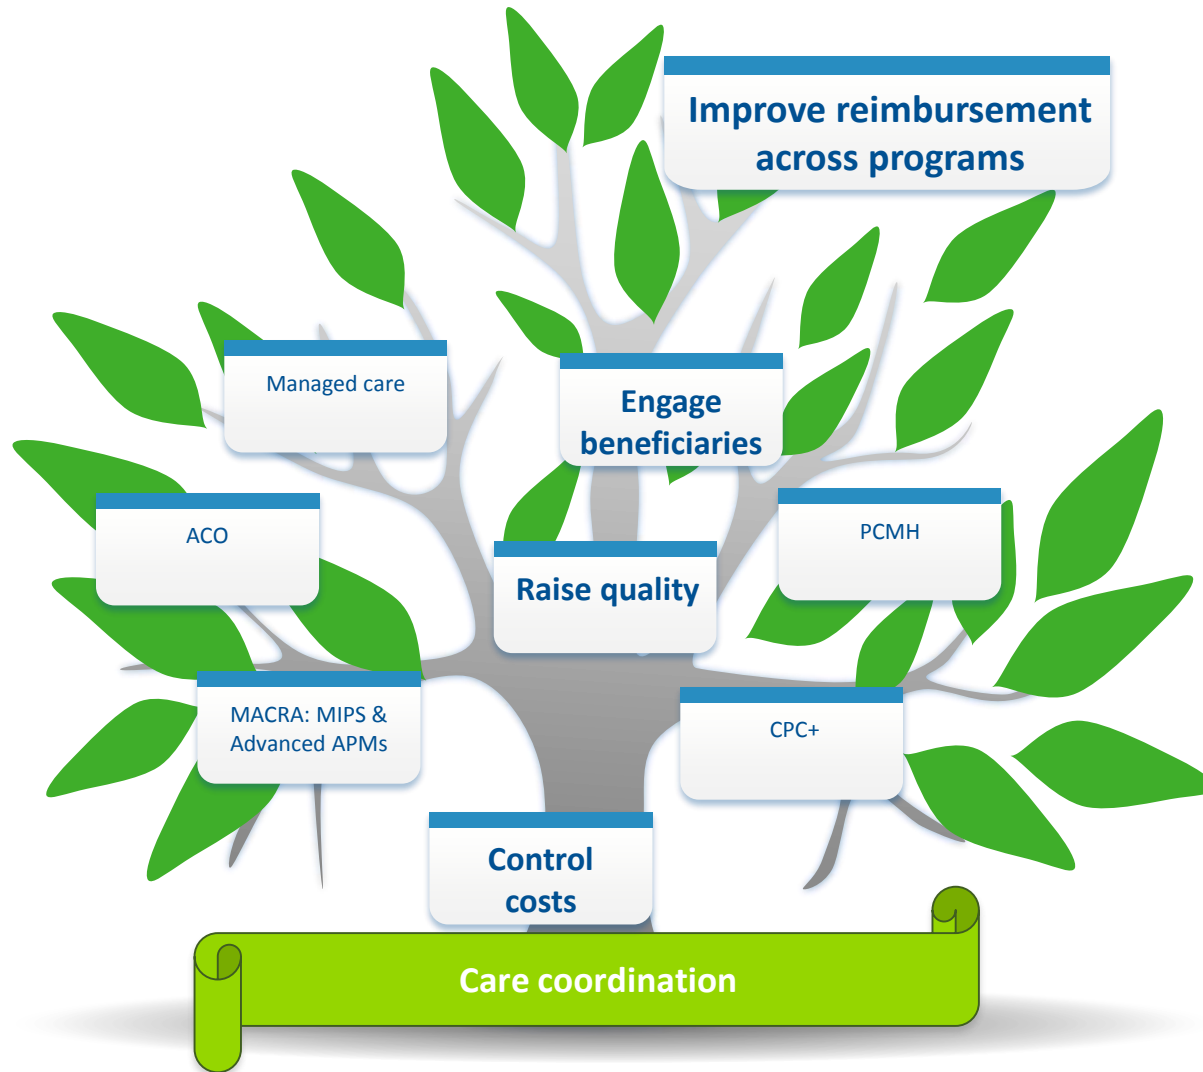 Improve reimbursement
across programs
Managed care
Engage
beneficiaries
ACO
PCMH
Raise quality
MACRA: MIPS &
Advanced APMs
CPC+
Control
costs
Care coordination